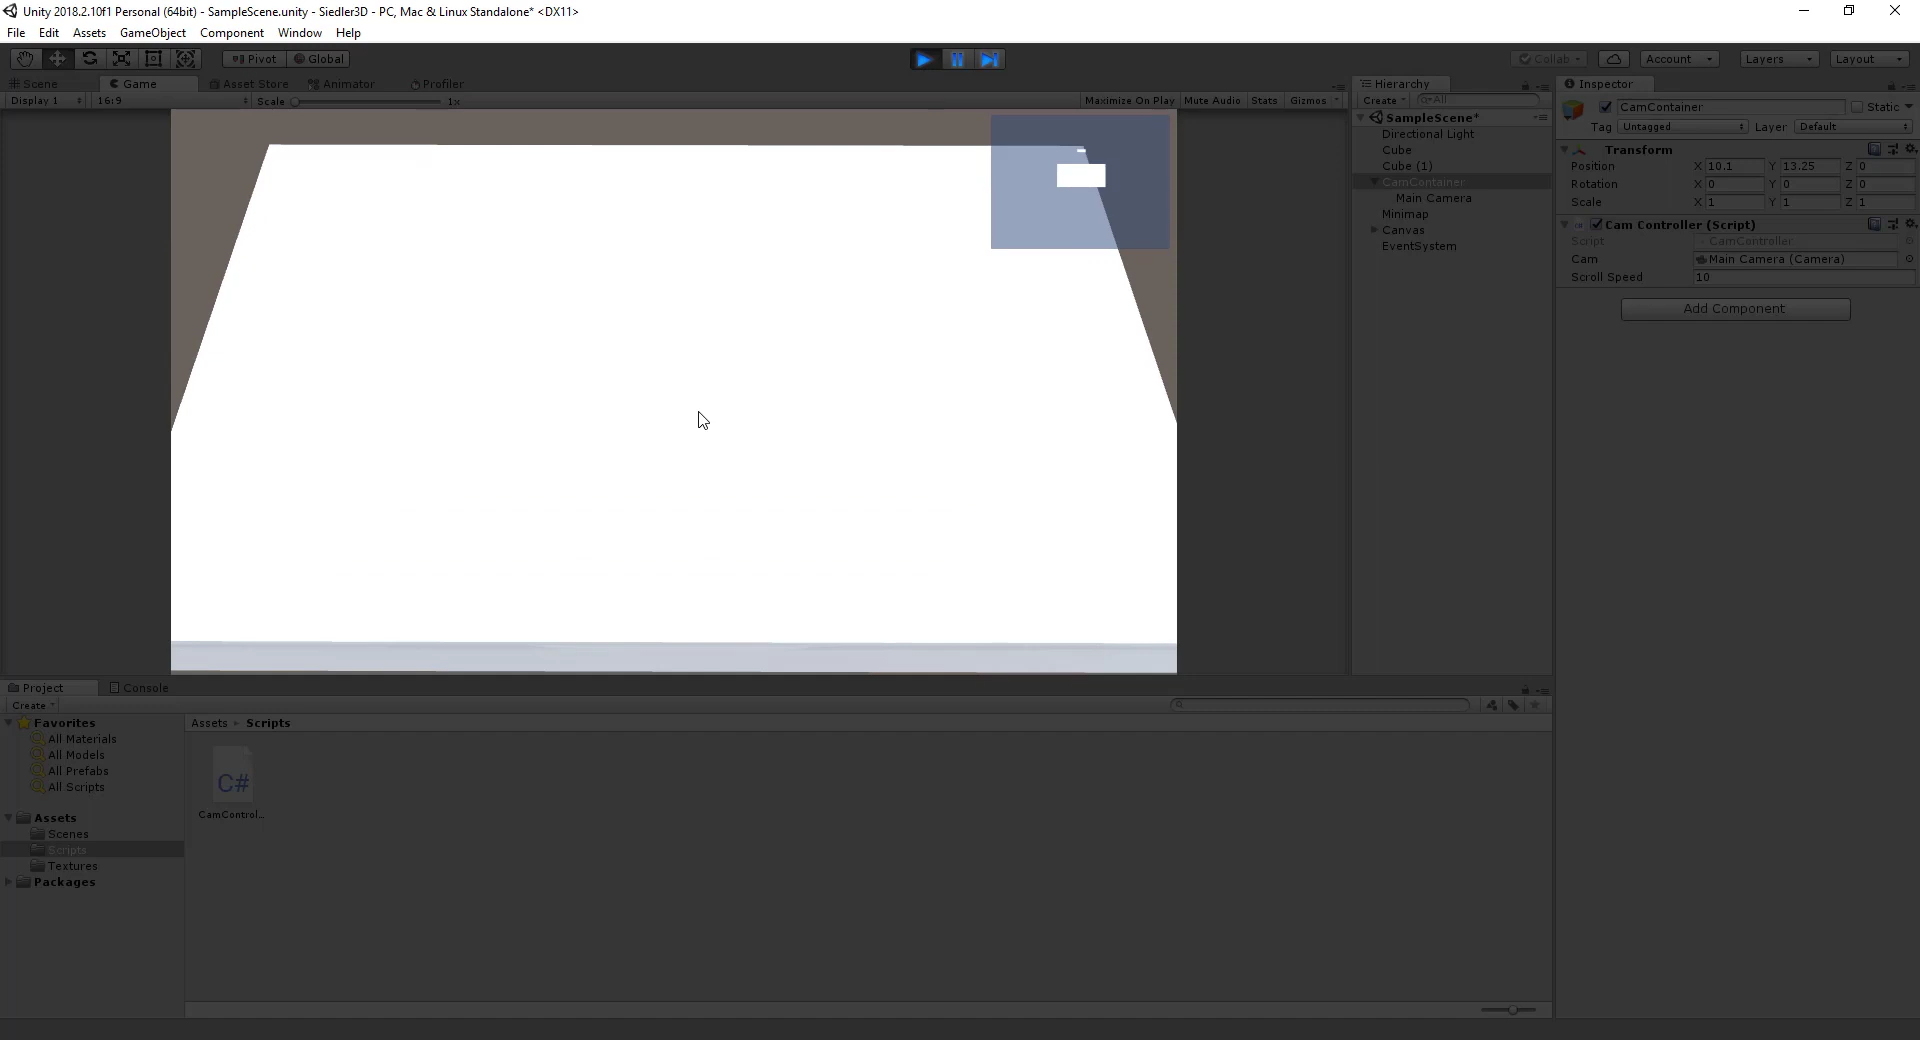 Unity 2018.2.10f1 Personal (64bit) - SampleScene.unity - Siedler3D - PC, Mac & Linux Standalone* <DX11>
File Edit Assets GameObject Component Window Help
Pivot Global Collab Account Layers Layout
Scene Game Asset Store Animator Profiler
Display 1 16:9 Scale 1x Maximize On Play Mute Audio Stats Gizmos
Hierarchy
Create All
SampleScene*
Directional Light
Cube
Cube (1)
CamContainer
Main Camera
Minimap
Canvas
EventSystem
Inspector
CamContainer Static
Tag Untagged Layer Default
Transform
Position X 10.1 Y 13.25 Z 0
Rotation X 0 Y 0 Z 0
Scale X 1 Y 1 Z 1
Cam Controller (Script)
Script CamController
Cam Main Camera (Camera)
Scroll Speed 10
Add Component
Project Console
Create
Favorites
All Materials
All Models
All Prefabs
All Scripts
Assets
Scenes
Scripts
Textures
Packages
Assets Scripts
C#
CamControl...